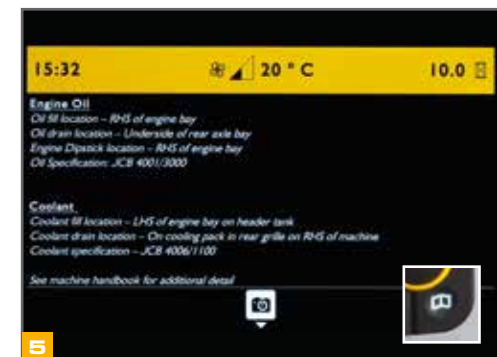 15:32 20 °C 10.0
Engine Oil
Oil fill location – RHS of engine bay
Oil drain location – Underside of rear axle bay
Engine Dipstick location – RHS of engine bay
Oil Specification: JCB 4001/3000
Coolant
Coolant fill location – LHS of engine bay on header tank
Coolant drain location – On cooling pack in rear grille on RHS of machine
Coolant specification – JCB 4006/1100
See machine handbook for additional detail
5